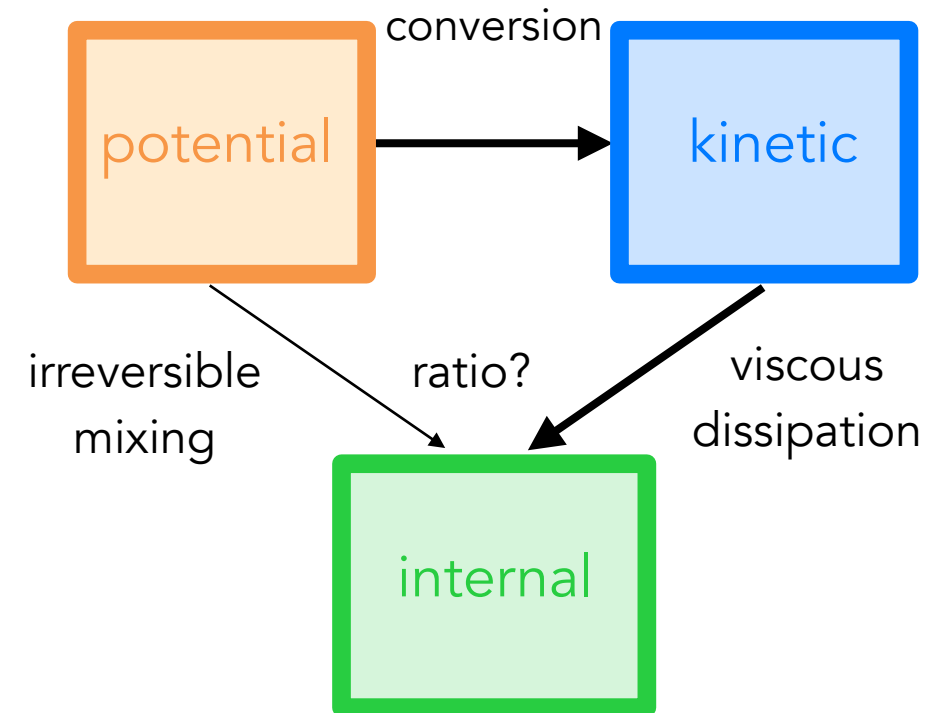 conversion
potential
kinetic
irreversible
mixing
ratio?
viscous
dissipation
internal